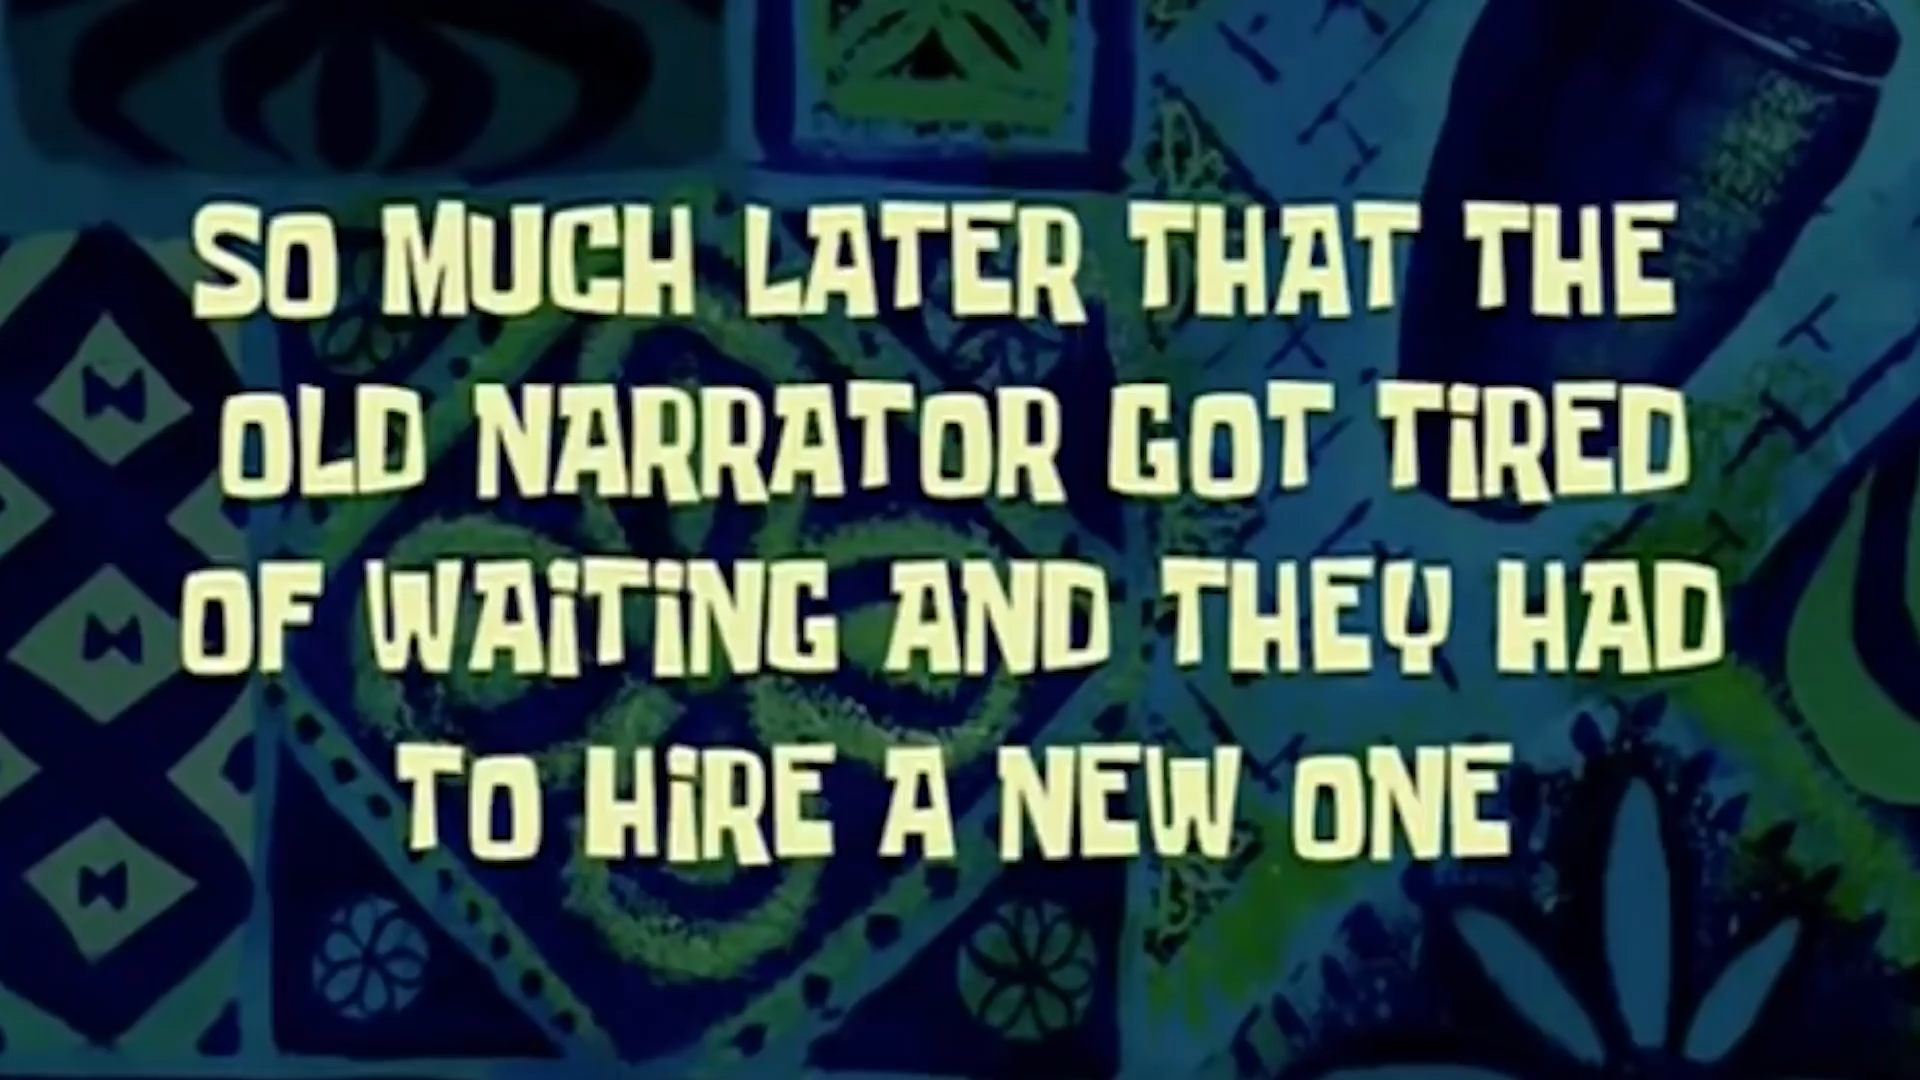 SO MUCH LATER THAT THE
OLD NARRATOR GOT TiRED
OF WAiTiNG AND THEY HAD
TO HiRE A NEW ONE